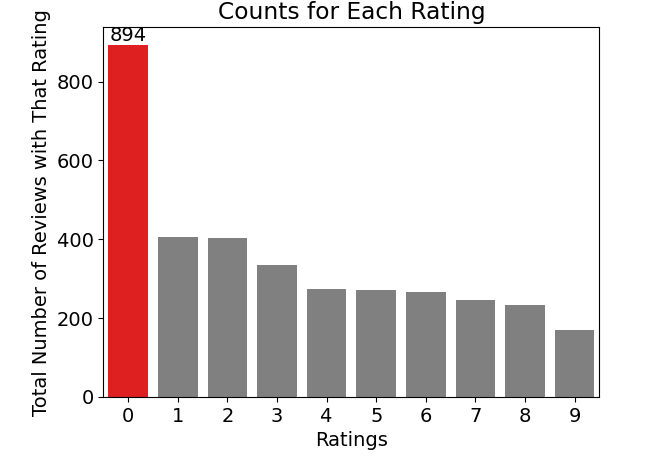 Counts for Each Rating
894
Total Number of Reviews with That Rating
800
600
400
200
0
0 1 2 3 4 5 6 7 8 9
Ratings